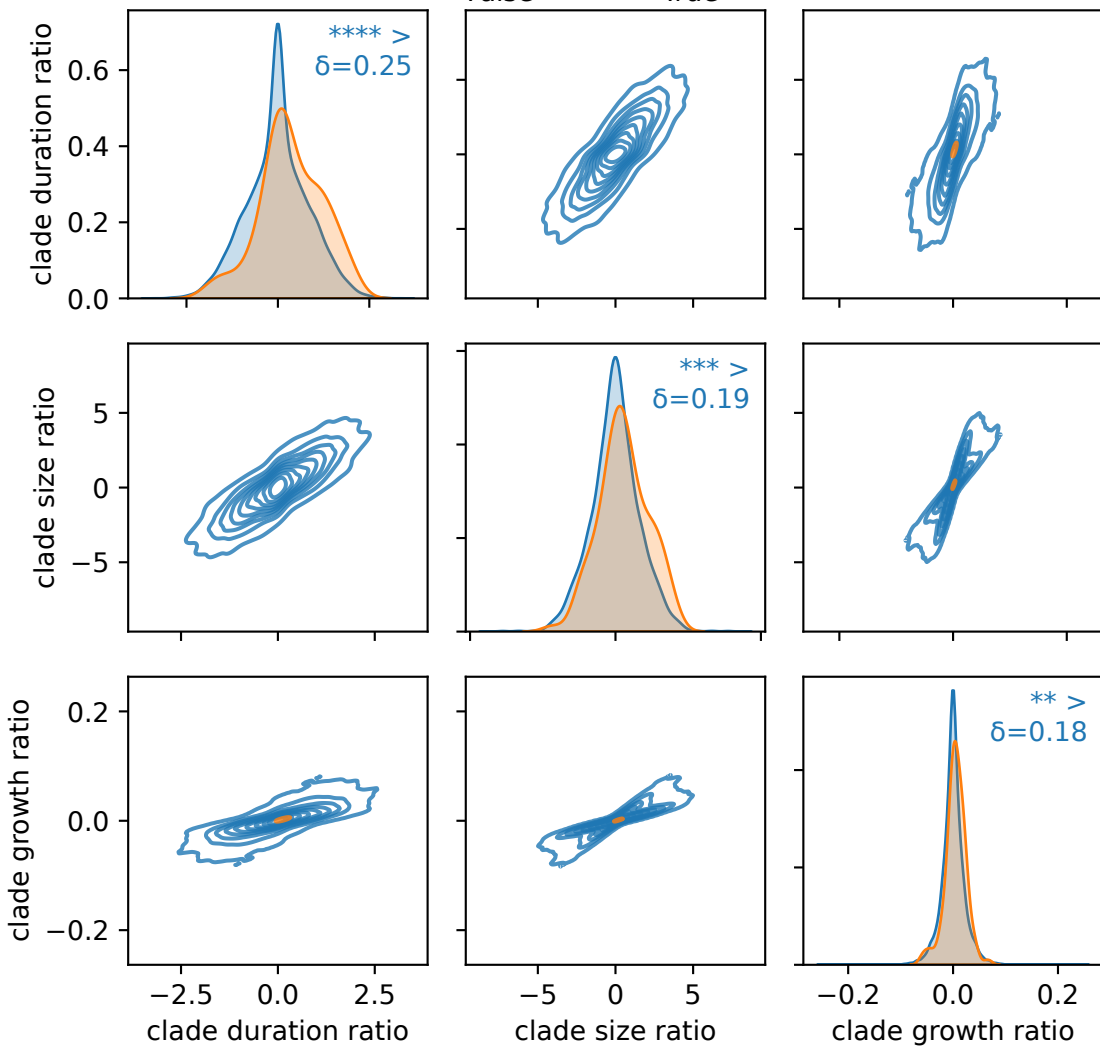 clade duration ratio
0.6
0.4
0.2
0.0
**** >
δ=0.25
clade size ratio
5
0
−5
*** >
δ=0.19
clade growth ratio
0.2
0.0
−0.2
** >
δ=0.18
−2.5 0.0 2.5
−5 0 5
−0.2 0.0 0.2
clade duration ratio
clade size ratio
clade growth ratio